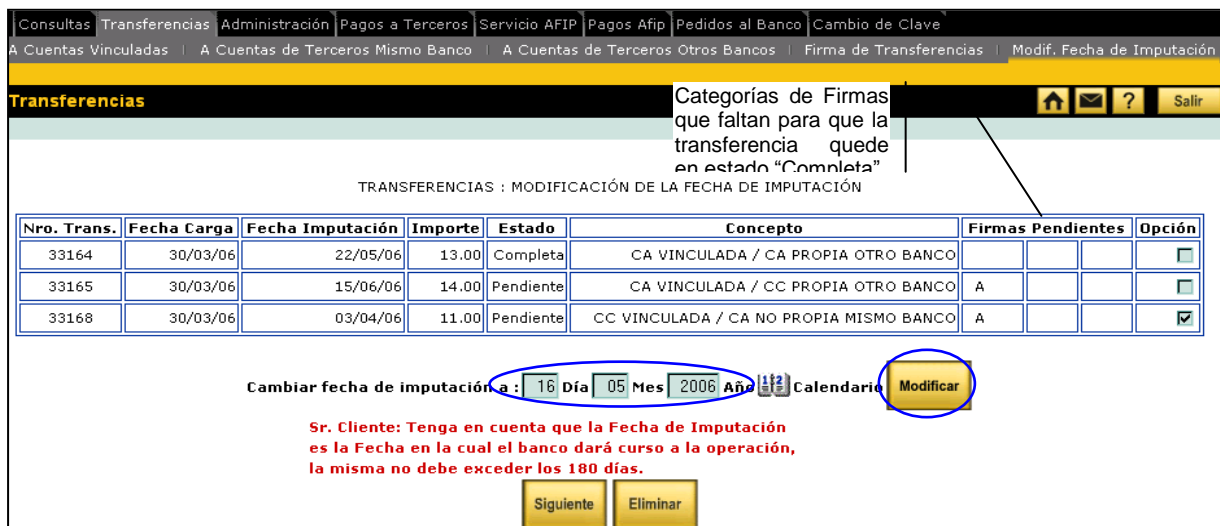 Consultas Transferencias Administración Pagos a Terceros Servicio AFIP Pagos Afip Pedidos al Banco Cambio de Clave
A Cuentas Vinculadas | A Cuentas de Terceros Mismo Banco | A Cuentas de Terceros Otros Bancos | Firma de Transferencias | Modif. Fecha de Imputación
Transferencias
? Salir
Categorías de Firmas
que faltan para que la
transferencia quede
en estado “Completa”
TRANSFERENCIAS : MODIFICACIÓN DE LA FECHA DE IMPUTACIÓN
Nro. Trans. Fecha Carga Fecha Imputación Importe Estado Concepto Firmas Pendientes Opción
33164 30/03/06 22/05/06 13.00 Completa CA VINCULADA / CA PROPIA OTRO BANCO
33165 30/03/06 15/06/06 14.00 Pendiente CA VINCULADA / CC PROPIA OTRO BANCO A
33168 30/03/06 03/04/06 11.00 Pendiente CC VINCULADA / CA NO PROPIA MISMO BANCO A
Cambiar fecha de imputación a : 16 Día 05 Mes 2006 Año Calendario Modificar
Sr. Cliente: Tenga en cuenta que la Fecha de Imputación
es la Fecha en la cual el banco dará curso a la operación,
la misma no debe exceder los 180 días.
Siguiente Eliminar